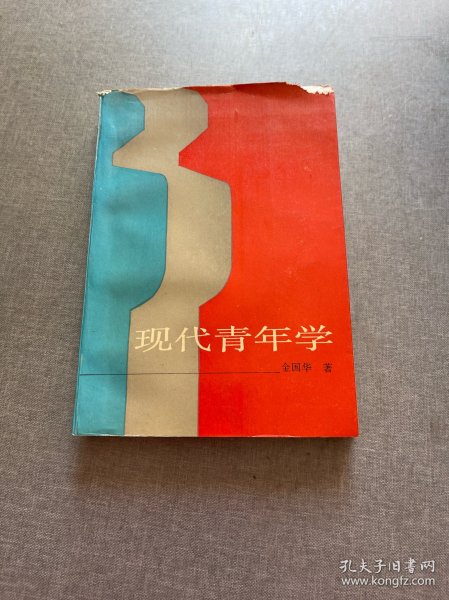 现代青年学
金国华 著
孔夫子旧书网
www.kongfz.com